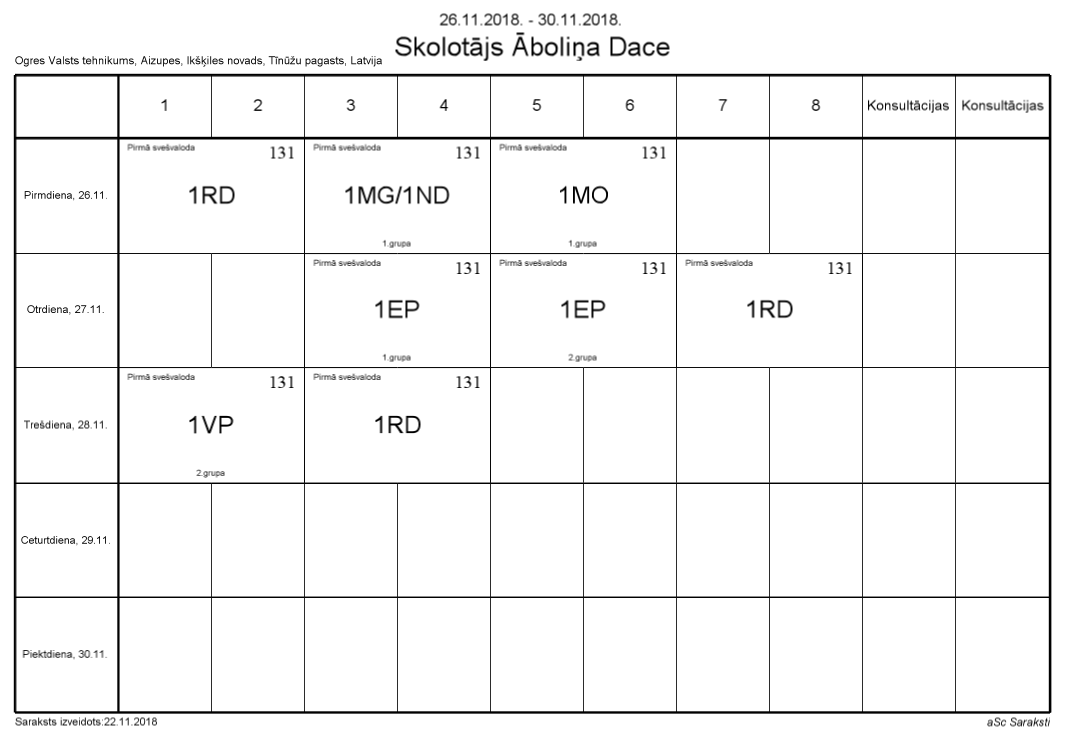 26.11.2018. - 30.11.2018.
Skolotājs Āboliņa Dace
Ogres Valsts tehnikums, Aizupes, Ikšķiles novads, Tīnūžu pagasts, Latvija
1 2 3 4 5 6 7 8 Konsultācijas Konsultācijas
Pirmdiena, 26.11.
Pirmā svešvaloda 131
1RD
Pirmā svešvaloda 131
1MG/1ND
1.grupa
Pirmā svešvaloda 131
1MO
1.grupa
Otrdiena, 27.11.
Pirmā svešvaloda 131
1EP
1.grupa
Pirmā svešvaloda 131
1EP
2.grupa
Pirmā svešvaloda 131
1RD
Trešdiena, 28.11.
Pirmā svešvaloda 131
1VP
2.grupa
Pirmā svešvaloda 131
1RD
Ceturtdiena, 29.11.
Piektdiena, 30.11.
Saraksts izveidots:22.11.2018
aSc Saraksti